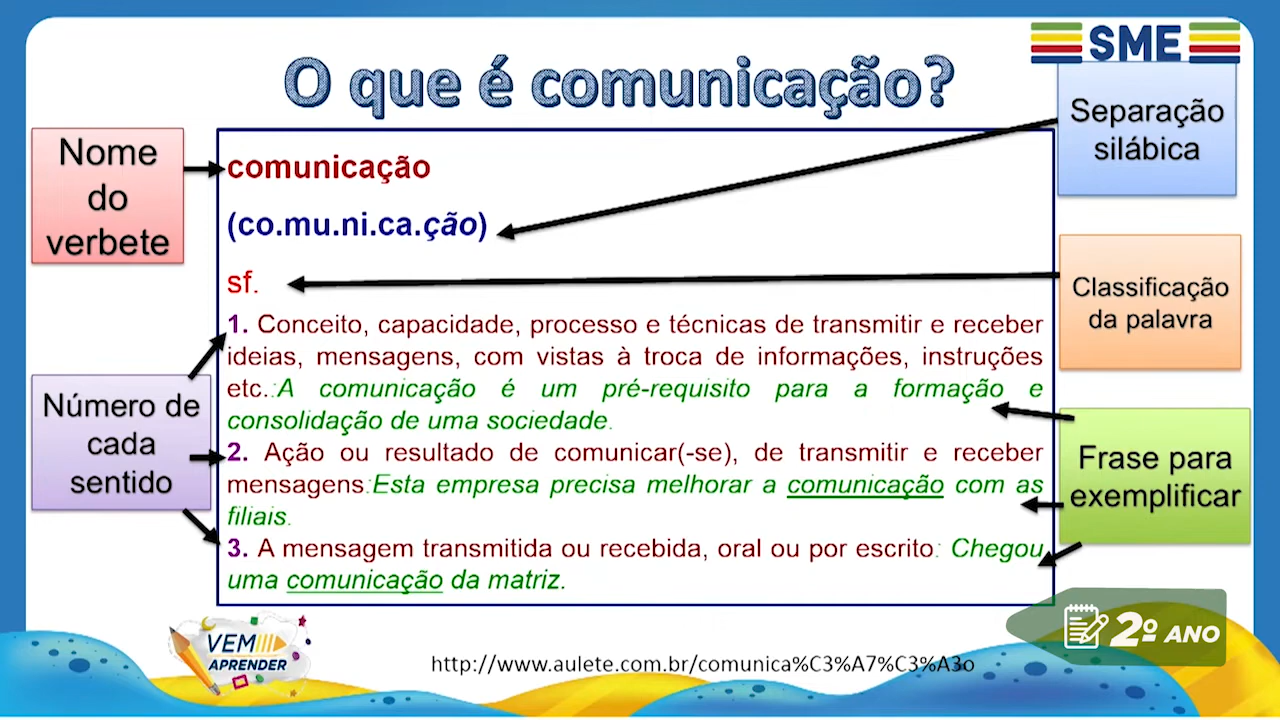 SME
O que é comunicação?
Nome
do
verbete
Separação
silábica
comunicação
(co.mu.ni.ca.ção)
sf.
Classificação
da palavra
1. Conceito, capacidade, processo e técnicas de transmitir e receber
ideias, mensagens, com vistas à troca de informações, instruções
etc.:A comunicação é um pré-requisito para a formação e
consolidação de uma sociedade.
2. Ação ou resultado de comunicar(-se), de transmitir e receber
mensagens:Esta empresa precisa melhorar a comunicação com as
filiais.
3. A mensagem transmitida ou recebida, oral ou por escrito: Chegou
uma comunicação da matriz.
Número de
cada
sentido
Frase para
exemplificar
VEM
APRENDER
http://www.aulete.com.br/comunica%C3%A7%C3%A3o
2º ANO